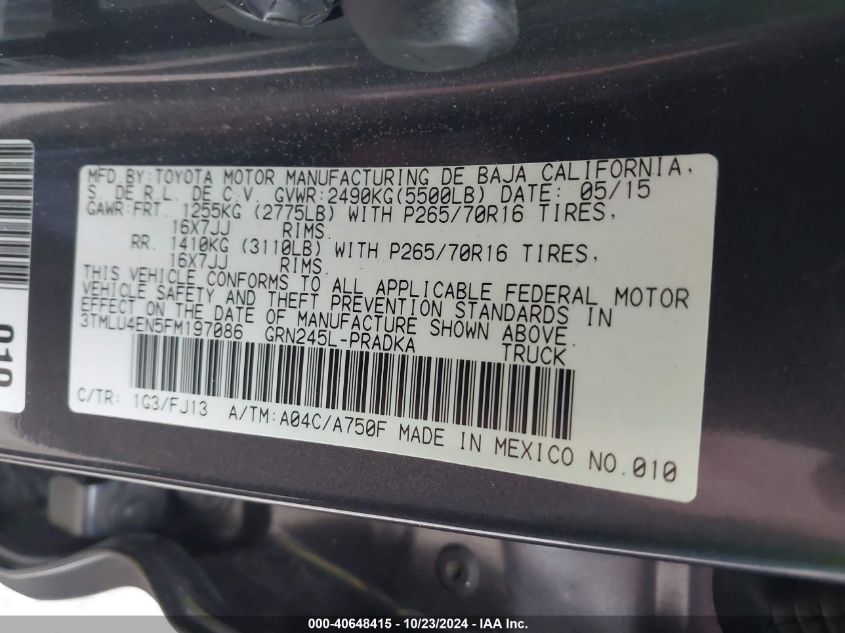 MFD.BY:TOYOTA MOTOR MANUFACTURING DE BAJA CALIFORNIA,
S. DE R.L. DE C.V. GVWR:2490KG(5500LB) DATE: 05/15
GAWR:FRT. 1255KG (2775LB) WITH P265/70R16 TIRES,
16X7JJ RIMS
RR. 1410KG (3110LB) WITH P265/70R16 TIRES,
16X7JJ RIMS
THIS VEHICLE CONFORMS TO ALL APPLICABLE FEDERAL MOTOR
VEHICLE SAFETY AND THEFT PREVENTION STANDARDS IN
EFFECT ON THE DATE OF MANUFACTURE SHOWN ABOVE.
3TMLU4EN5FM197086 GRN245L-PRADKA TRUCK
C/TR: 1G3/FJ13 A/TM:A04C/A750F MADE IN MEXICO NO.010
010
000-40648415 - 10/23/2024 - IAA Inc.